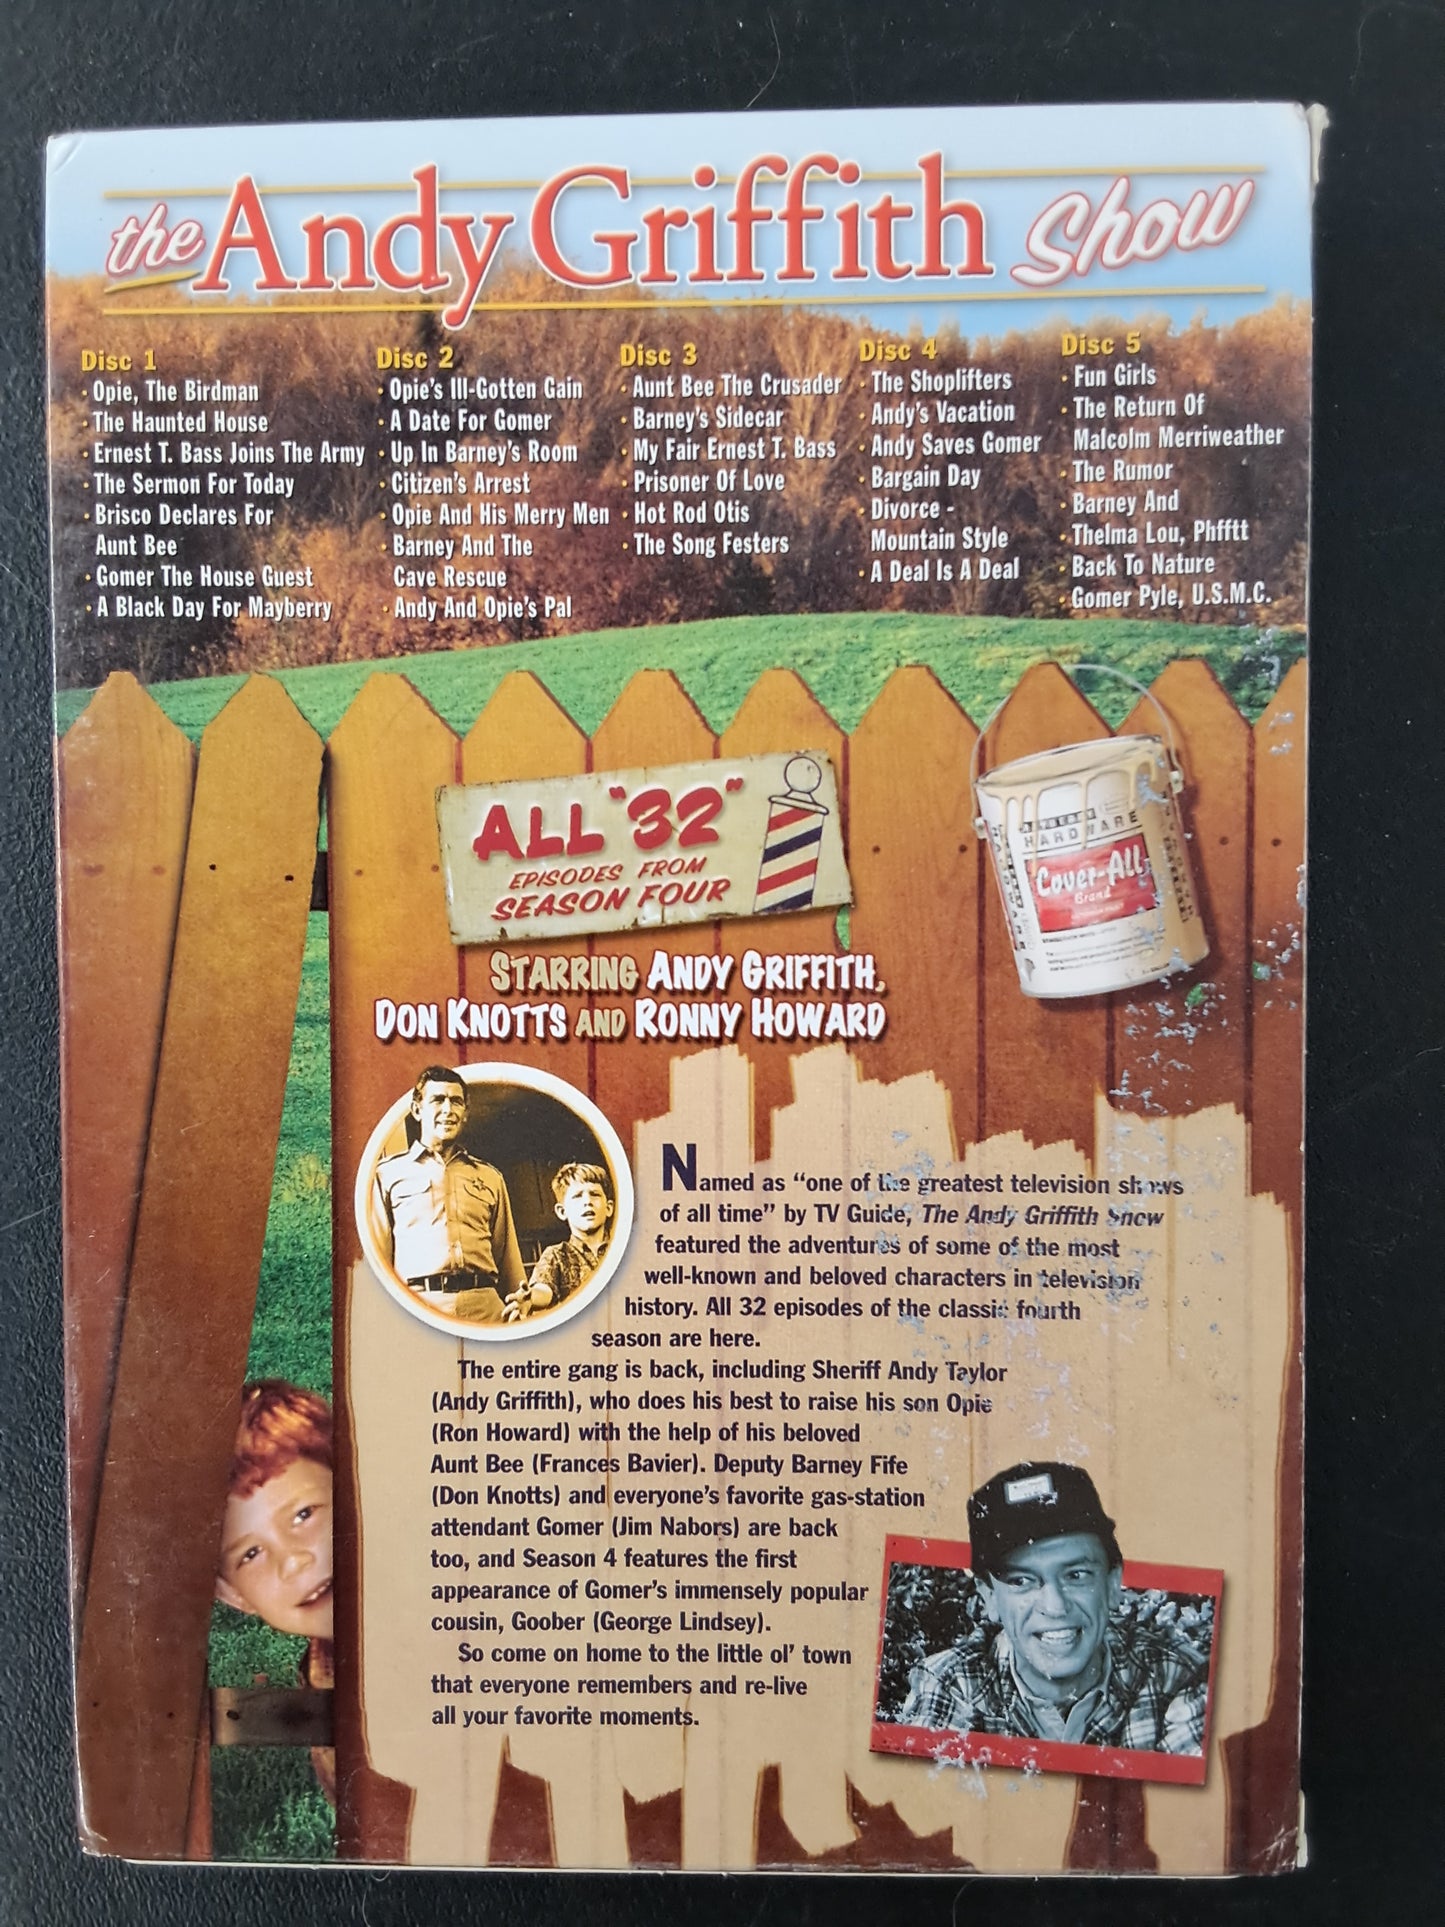 the Andy Griffith Show
Disc 1
· Opie, The Birdman
· The Haunted House
· Ernest T. Bass Joins The Army
· The Sermon For Today
· Brisco Declares For
Aunt Bee
· Gomer The House Guest
· A Black Day For Mayberry
Disc 2
· Opie's Ill-Gotten Gain
· A Date For Gomer
· Up In Barney's Room
· Citizen's Arrest
· Opie And His Merry Men
· Barney And The
Cave Rescue
· Andy And Opie's Pal
Disc 3
· Aunt Bee The Crusader
· Barney's Sidecar
· My Fair Ernest T. Bass
· Prisoner Of Love
· Hot Rod Otis
· The Song Festers
Disc 4
· The Shoplifters
· Andy's Vacation
· Andy Saves Gomer
· Bargain Day
· Divorce -
Mountain Style
· A Deal Is A Deal
Disc 5
· Fun Girls
· The Return Of
Malcolm Merriweather
· The Rumor
· Barney And
· Thelma Lou, Phfftt
· Back To Nature
· Gomer Pyle, U.S.M.C.
ALL "32"
EPISODES FROM
SEASON FOUR
HARDWARE
Cover-All
Brand
STARRING ANDY GRIFFITH,
DON KNOTTS AND RONNY HOWARD
Named as “one of the greatest television shows
of all time” by TV Guide, The Andy Griffith Show
featured the adventures of some of the most
well-known and beloved characters in television
history. All 32 episodes of the classic fourth
season are here.
The entire gang is back, including Sheriff Andy Taylor
(Andy Griffith), who does his best to raise his son Opie
(Ron Howard) with the help of his beloved
Aunt Bee (Frances Bavier). Deputy Barney Fife
(Don Knotts) and everyone's favorite gas-station
attendant Gomer (Jim Nabors) are back
too, and Season 4 features the first
appearance of Gomer's immensely popular
cousin, Goober (George Lindsey).
So come on home to the little ol' town
that everyone remembers and re-live
all your favorite moments.